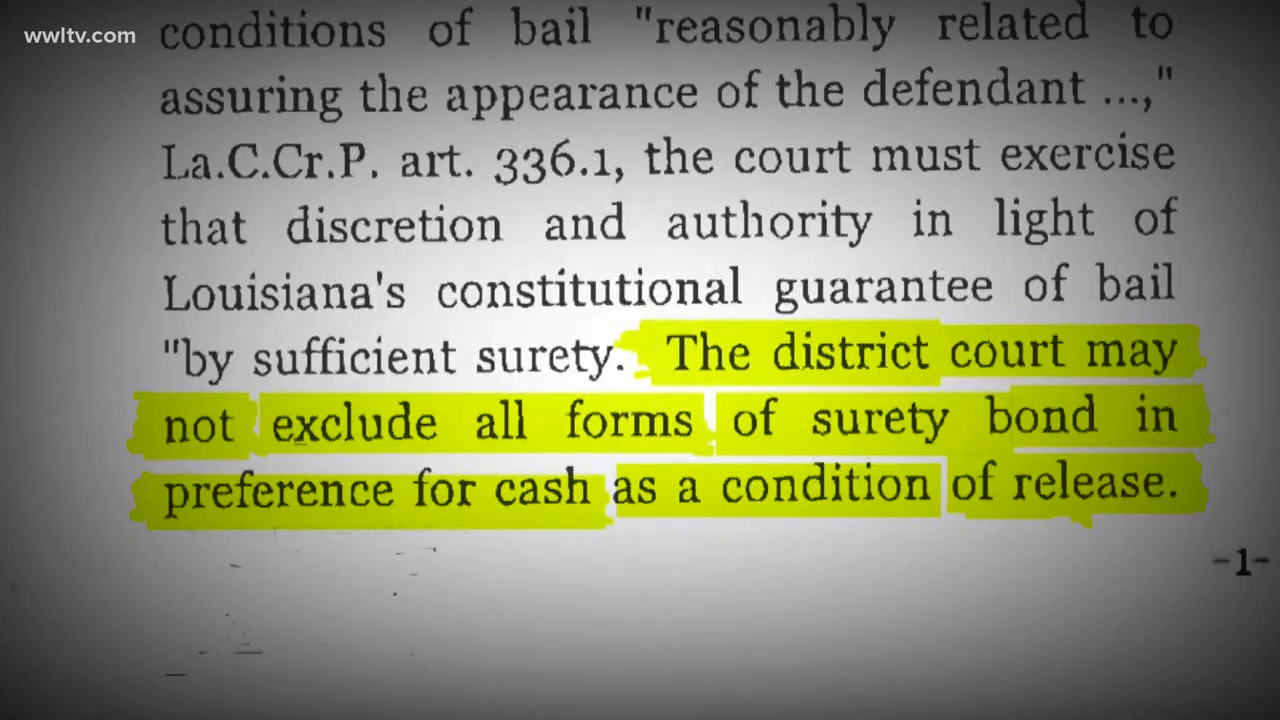 wwltv.com
conditions of bail "reasonably related to
assuring the appearance of the defendant ...,"
La.C.Cr.P. art. 336.1, the court must exercise
that discretion and authority in light of
Louisiana's constitutional guarantee of bail
"by sufficient surety. The district court may
not exclude all forms of surety bond in
preference for cash as a condition of release.
-1-